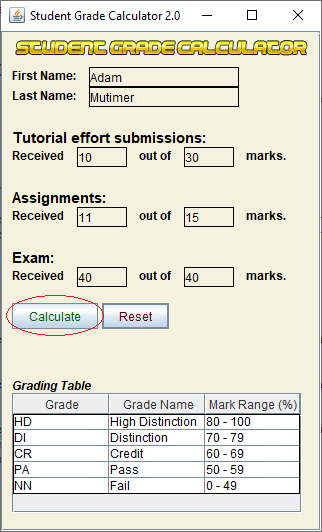 Student Grade Calculator 2.0
STUDENT GRADE CALCULATOR
First Name: Adam
Last Name: Mutimer
Tutorial effort submissions:
Received 10 out of 30 marks.
Assignments:
Received 11 out of 15 marks.
Exam:
Received 40 out of 40 marks.
Calculate Reset
Grading Table
Grade Grade Name Mark Range (%)
HD High Distinction 80 - 100
DI Distinction 70 - 79
CR Credit 60 - 69
PA Pass 50 - 59
NN Fail 0 - 49